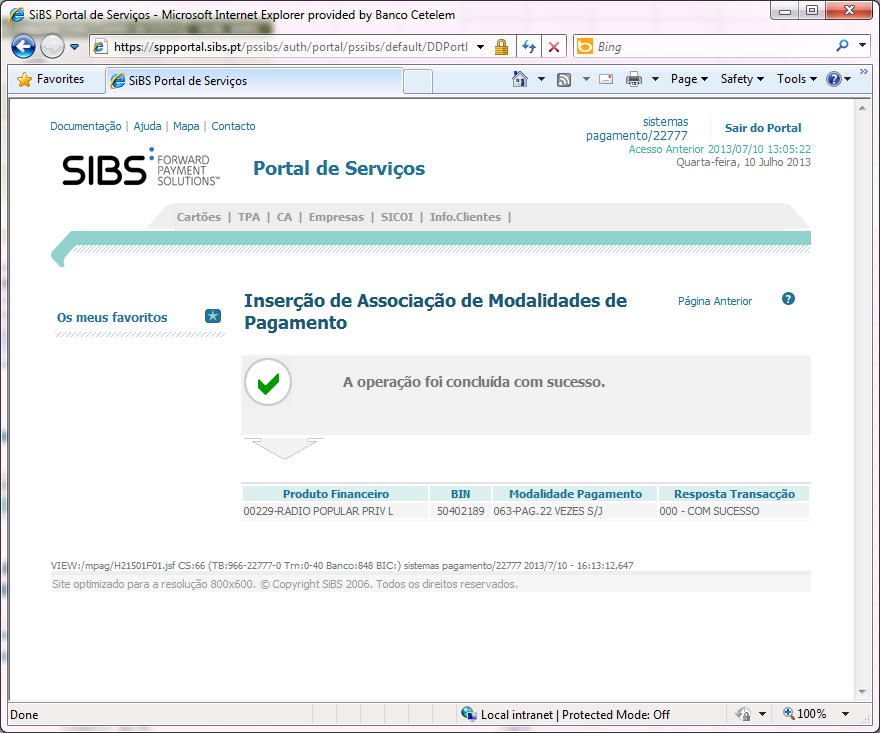 SiBS Portal de Serviços - Microsoft Internet Explorer provided by Banco Cetelem
https://sppportal.sibs.pt/pssibs/auth/portal/pssibs/default/DDPortl
Bing
Favorites
SiBS Portal de Serviços
Page Safety Tools
Documentação | Ajuda | Mapa | Contacto
sistemas
pagamento/22777
Sair do Portal
Acesso Anterior 2013/07/10 13:05:22
Quarta-feira, 10 Julho 2013
SIBS FORWARD
PAYMENT
SOLUTIONS™
Portal de Serviços
Cartões | TPA | CA | Empresas | SICOI | Info.Clientes |
Os meus favoritos
Inserção de Associação de Modalidades de
Pagamento
Página Anterior
A operação foi concluída com sucesso.
Produto Financeiro BIN Modalidade Pagamento Resposta Transacção
00229-RADIO POPULAR PRIV L 50402189 063-PAG.22 VEZES S/J 000 - COM SUCESSO
VIEW:/mpag/H21501F01.jsf CS:66 (TB:966-22777-0 Trn:0-40 Banco:848 BIC:) sistemas pagamento/22777 2013/7/10 - 16:13:12,647
Site optimizado para a resolução 800x600. © Copyright SiBS 2006. Todos os direitos reservados.
Done
Local intranet | Protected Mode: Off
100%